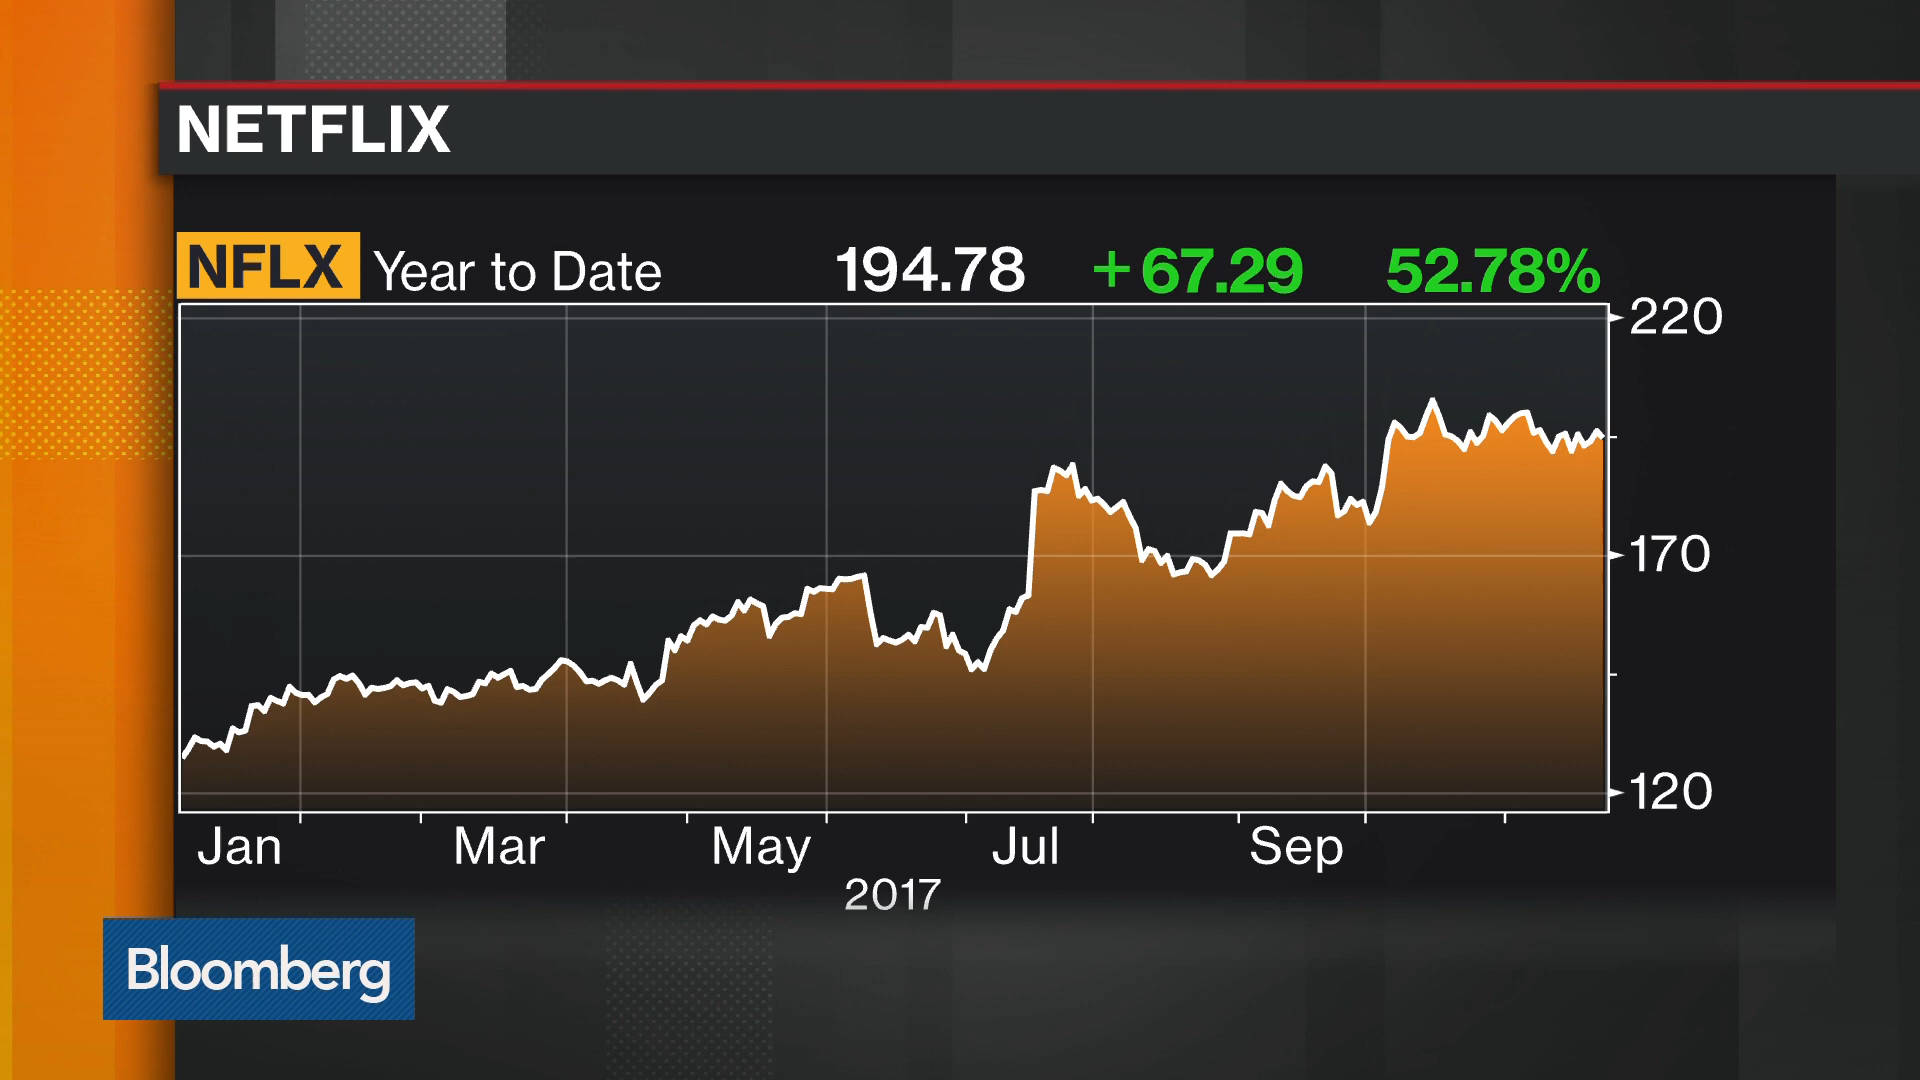 NETFLIX
NFLX Year to Date 194.78 +67.29 52.78%
220
170
120
Jan Mar May Jul Sep
2017
Bloomberg